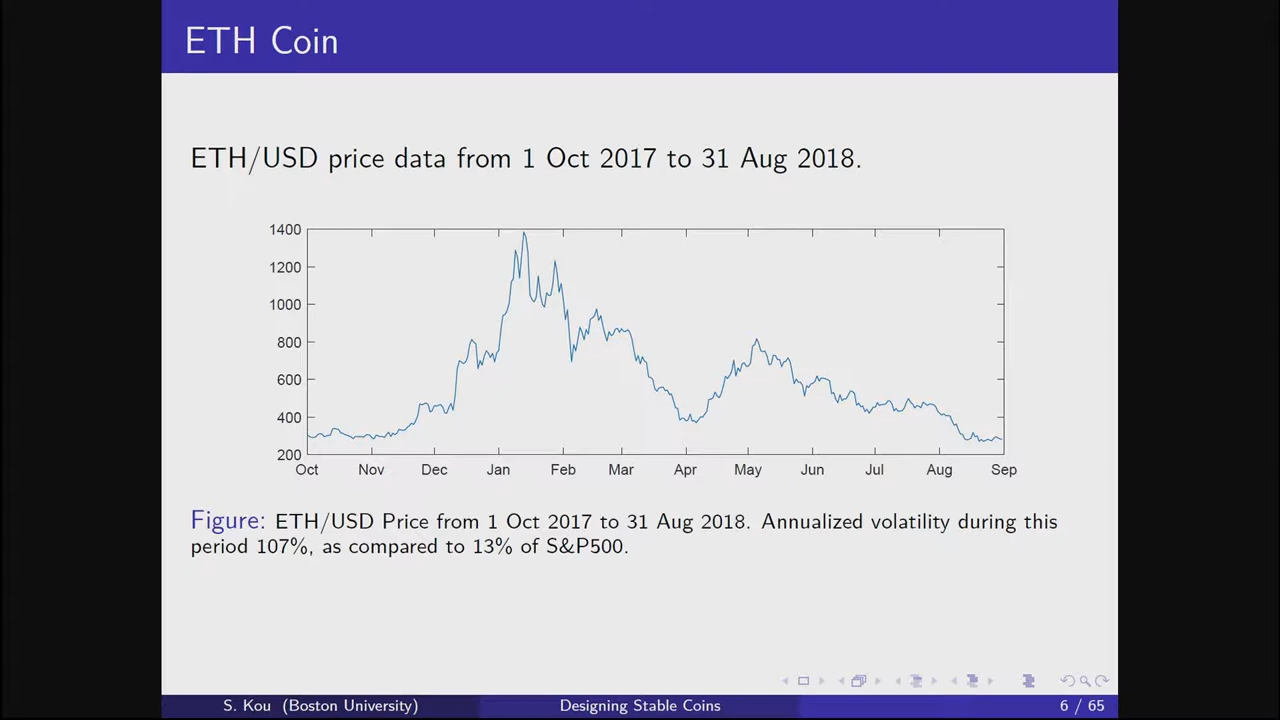 ETH Coin
ETH/USD price data from 1 Oct 2017 to 31 Aug 2018.
1400
1200
1000
800
600
400
200
Oct Nov Dec Jan Feb Mar Apr May Jun Jul Aug Sep
Figure: ETH/USD Price from 1 Oct 2017 to 31 Aug 2018. Annualized volatility during this
period 107%, as compared to 13% of S&P500.
S. Kou (Boston University) Designing Stable Coins 6 / 65